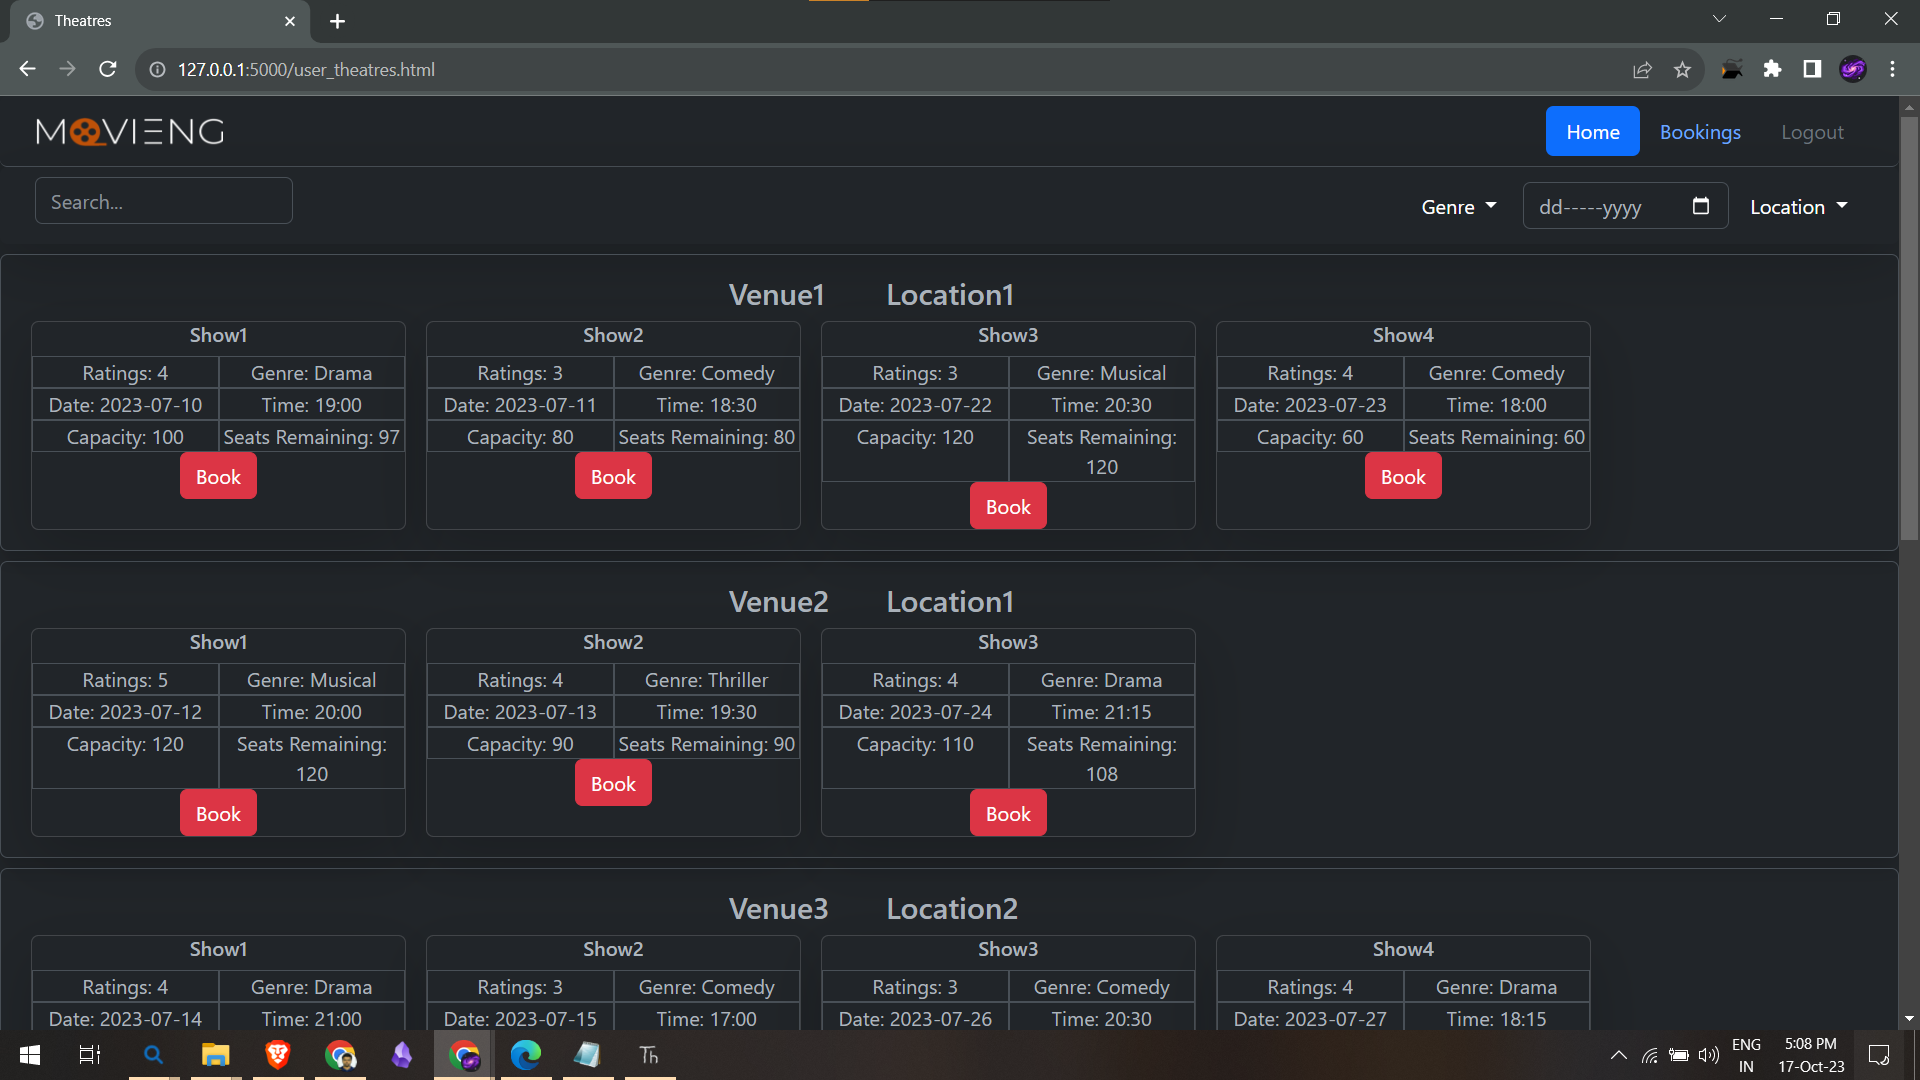 Theatres
127.0.0.1:5000/user_theatres.html
MOVIENG
Home Bookings Logout
Search...
Genre dd-----yyyy Location
Venue1 Location1
Show1 Show2 Show3 Show4
Ratings: 4 Genre: Drama Ratings: 3 Genre: Comedy Ratings: 3 Genre: Musical Ratings: 4 Genre: Comedy
Date: 2023-07-10 Time: 19:00 Date: 2023-07-11 Time: 18:30 Date: 2023-07-22 Time: 20:30 Date: 2023-07-23 Time: 18:00
Capacity: 100 Seats Remaining: 97 Capacity: 80 Seats Remaining: 80 Capacity: 120 Seats Remaining: Capacity: 60 Seats Remaining: 60
120
Book Book Book Book
Venue2 Location1
Show1 Show2 Show3
Ratings: 5 Genre: Musical Ratings: 4 Genre: Thriller Ratings: 4 Genre: Drama
Date: 2023-07-12 Time: 20:00 Date: 2023-07-13 Time: 19:30 Date: 2023-07-24 Time: 21:15
Capacity: 120 Seats Remaining: Capacity: 90 Seats Remaining: 90 Capacity: 110 Seats Remaining:
120 108
Book Book Book
Venue3 Location2
Show1 Show2 Show3 Show4
Ratings: 4 Genre: Drama Ratings: 3 Genre: Comedy Ratings: 3 Genre: Comedy Ratings: 4 Genre: Drama
Date: 2023-07-14 Time: 21:00 Date: 2023-07-15 Time: 17:00 Date: 2023-07-26 Time: 20:30 Date: 2023-07-27 Time: 18:15
Th
ENG 5:08 PM
IN 17-Oct-23